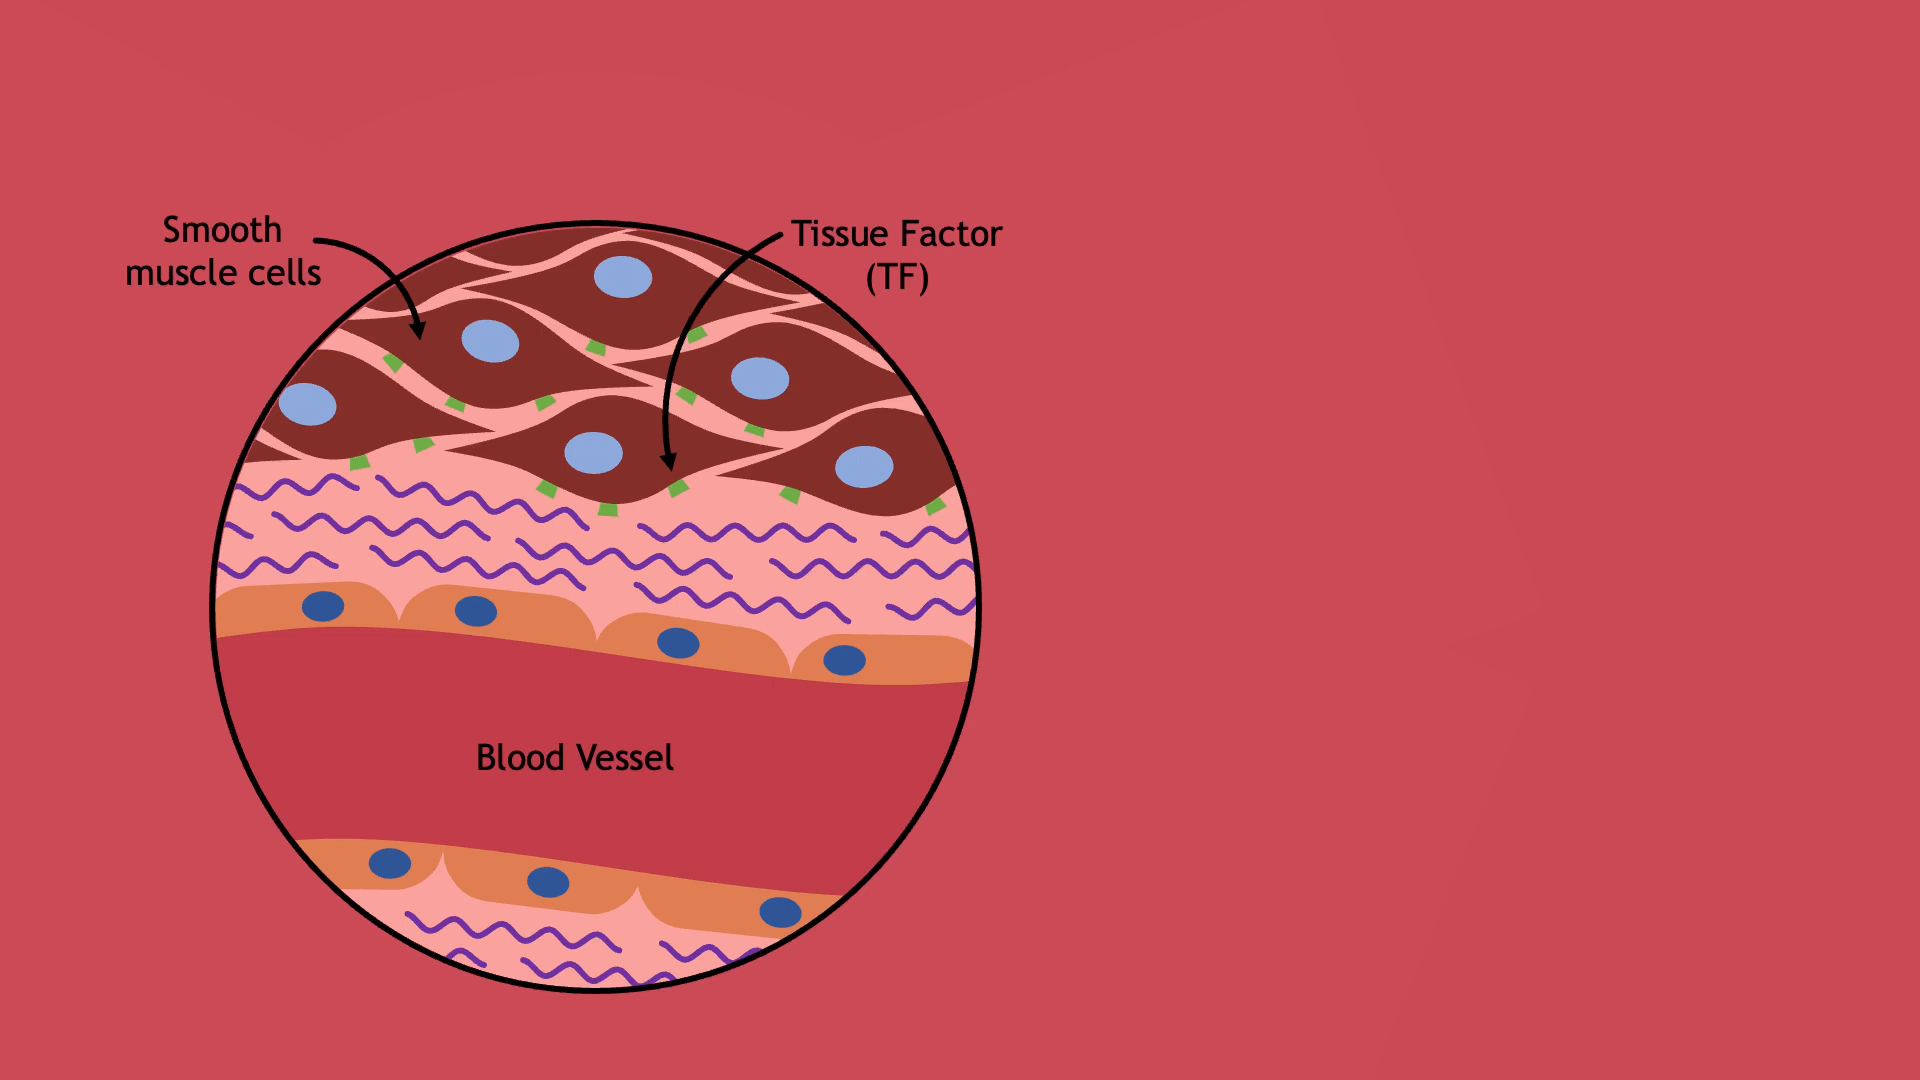 Smooth
muscle cells
Tissue Factor
(TF)
Blood Vessel